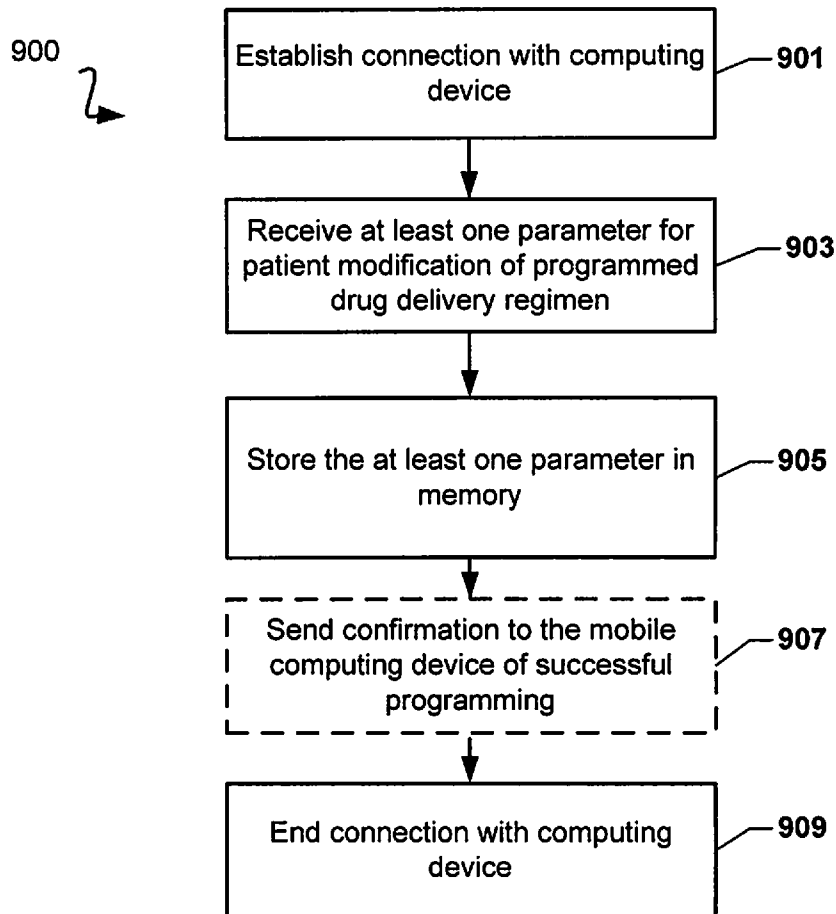 900
Establish connection with computing
device
901
Receive at least one parameter for
patient modification of programmed
drug delivery regimen
903
Store the at least one parameter in
memory
905
Send confirmation to the mobile
computing device of successful
programming
907
End connection with computing
device
909